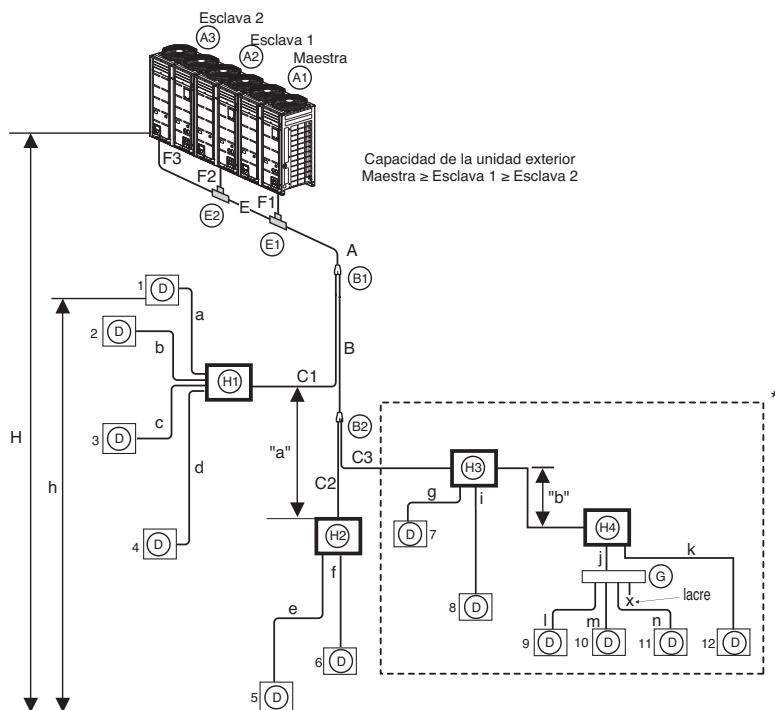 Esclava 2
A3
Esclava 1
A2
Maestra
A1
Capacidad de la unidad exterior
Maestra ≥ Esclava 1 ≥ Esclava 2
F3
F2
F1
E
E2
E1
A
B1
1 D
a
2 D
b
B
H1
C1
3 D
c
d
4 D
H
h
"a"
B2
C3
C2
*
H3
"b"
g
i
D 7
H4
H2
j
k
G
x
lacre
f
e
8 D
l
m
n
9 D
10 D
11 D
12 D
6 D
5 D